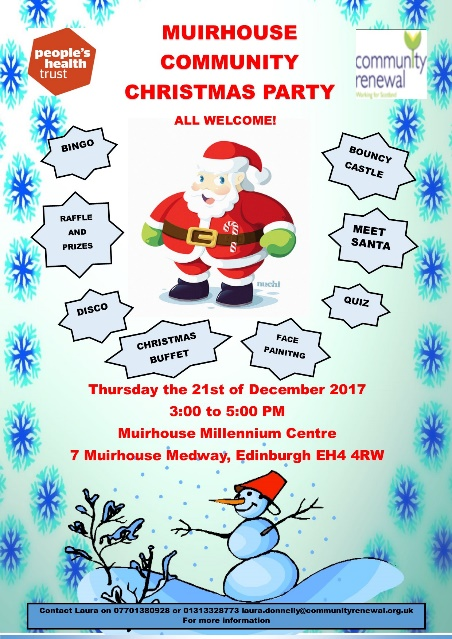 people's
health
trust
MUIRHOUSE
COMMUNITY
CHRISTMAS PARTY
ALL WELCOME!
community
renewal
Working for Scotland
BINGO
BOUNCY
CASTLE
RAFFLE
AND
PRIZES
MEET
SANTA
DISCO
QUIZ
CHRISTMAS
BUFFET
FACE
PAINITNG
Thursday the 21st of December 2017
3:00 to 5:00 PM
Muirhouse Millennium Centre
7 Muirhouse Medway, Edinburgh EH4 4RW
Contact Laura on 07701380928 or 01313328773 laura.donnelly@communityrenewal.org.uk
For more information